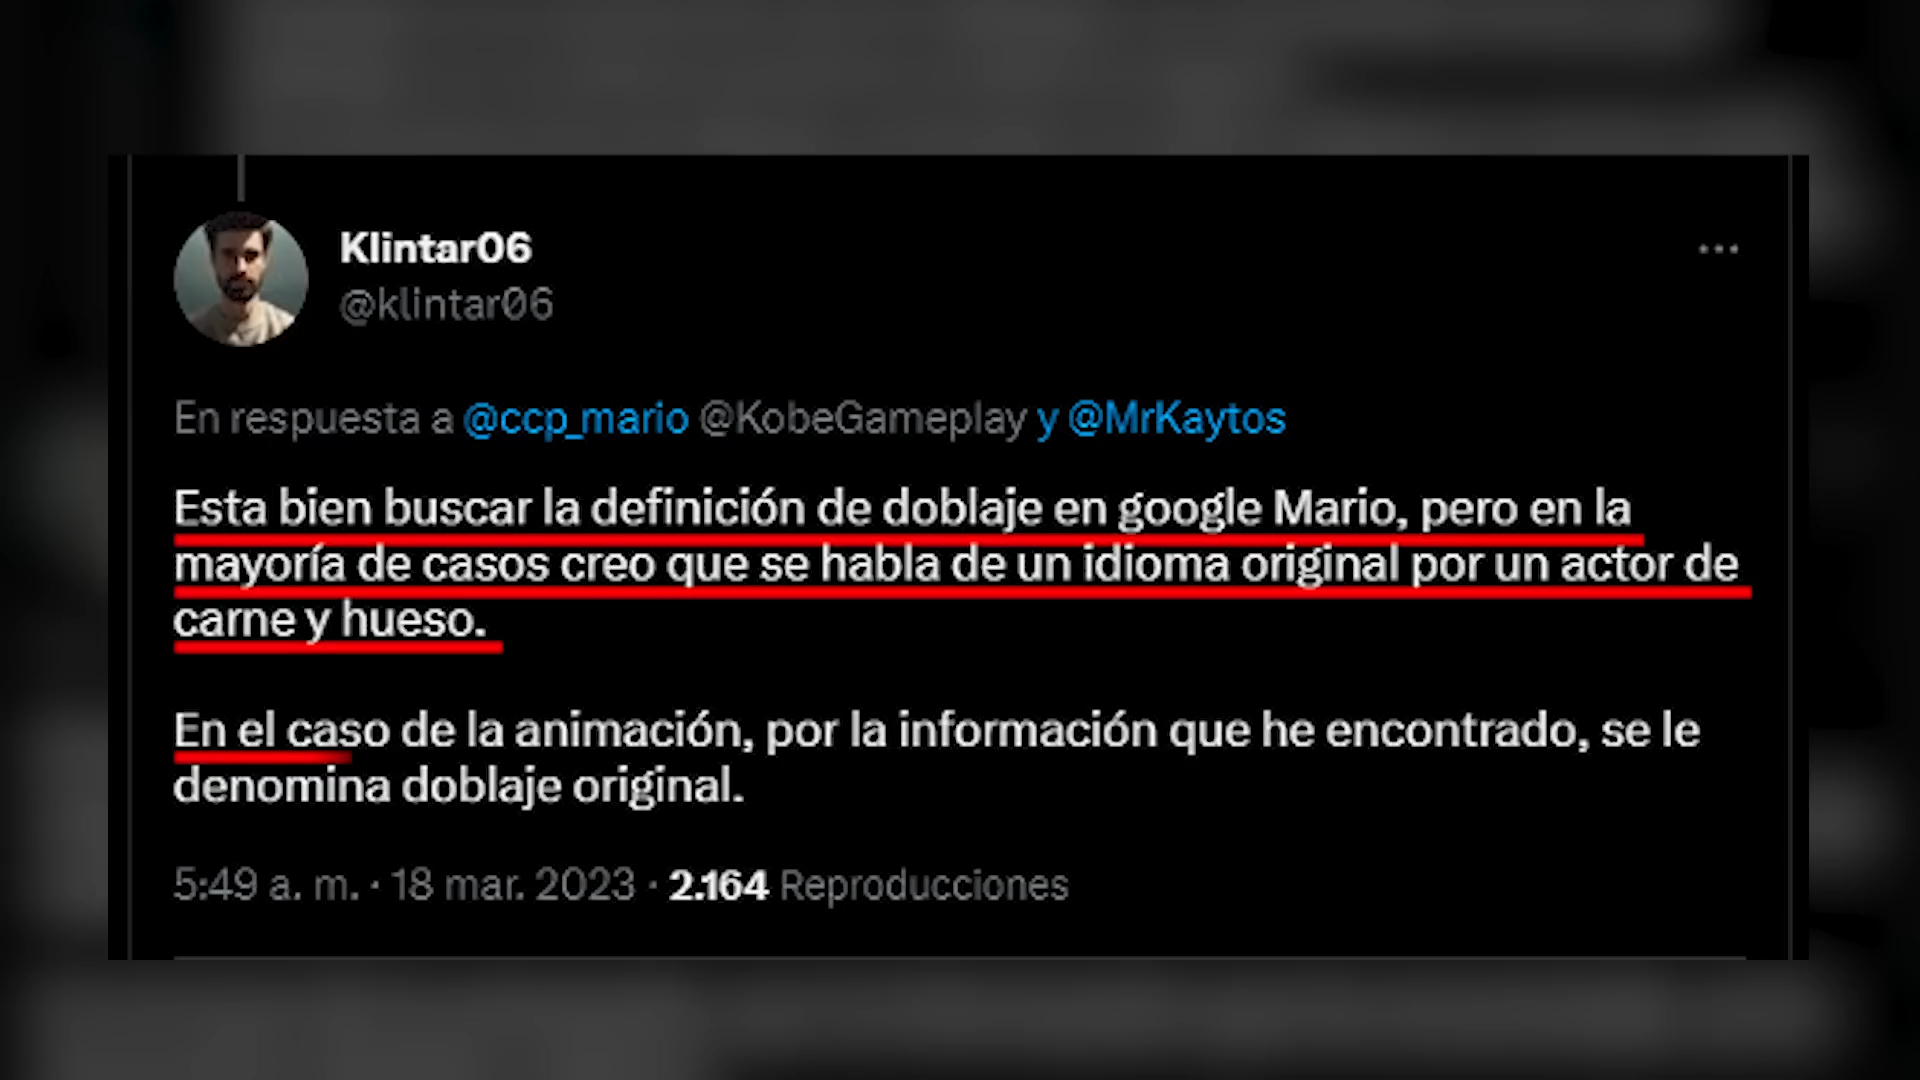 Klintar06
@klintar06
En respuesta a @ccp_mario @KobeGameplay y @MrKaytos
Esta bien buscar la definición de doblaje en google Mario, pero en la
mayoría de casos creo que se habla de un idioma original por un actor de
carne y hueso.
En el caso de la animación, por la información que he encontrado, se le
denomina doblaje original.
5:49 a. m. · 18 mar. 2023 · 2.164 Reproducciones